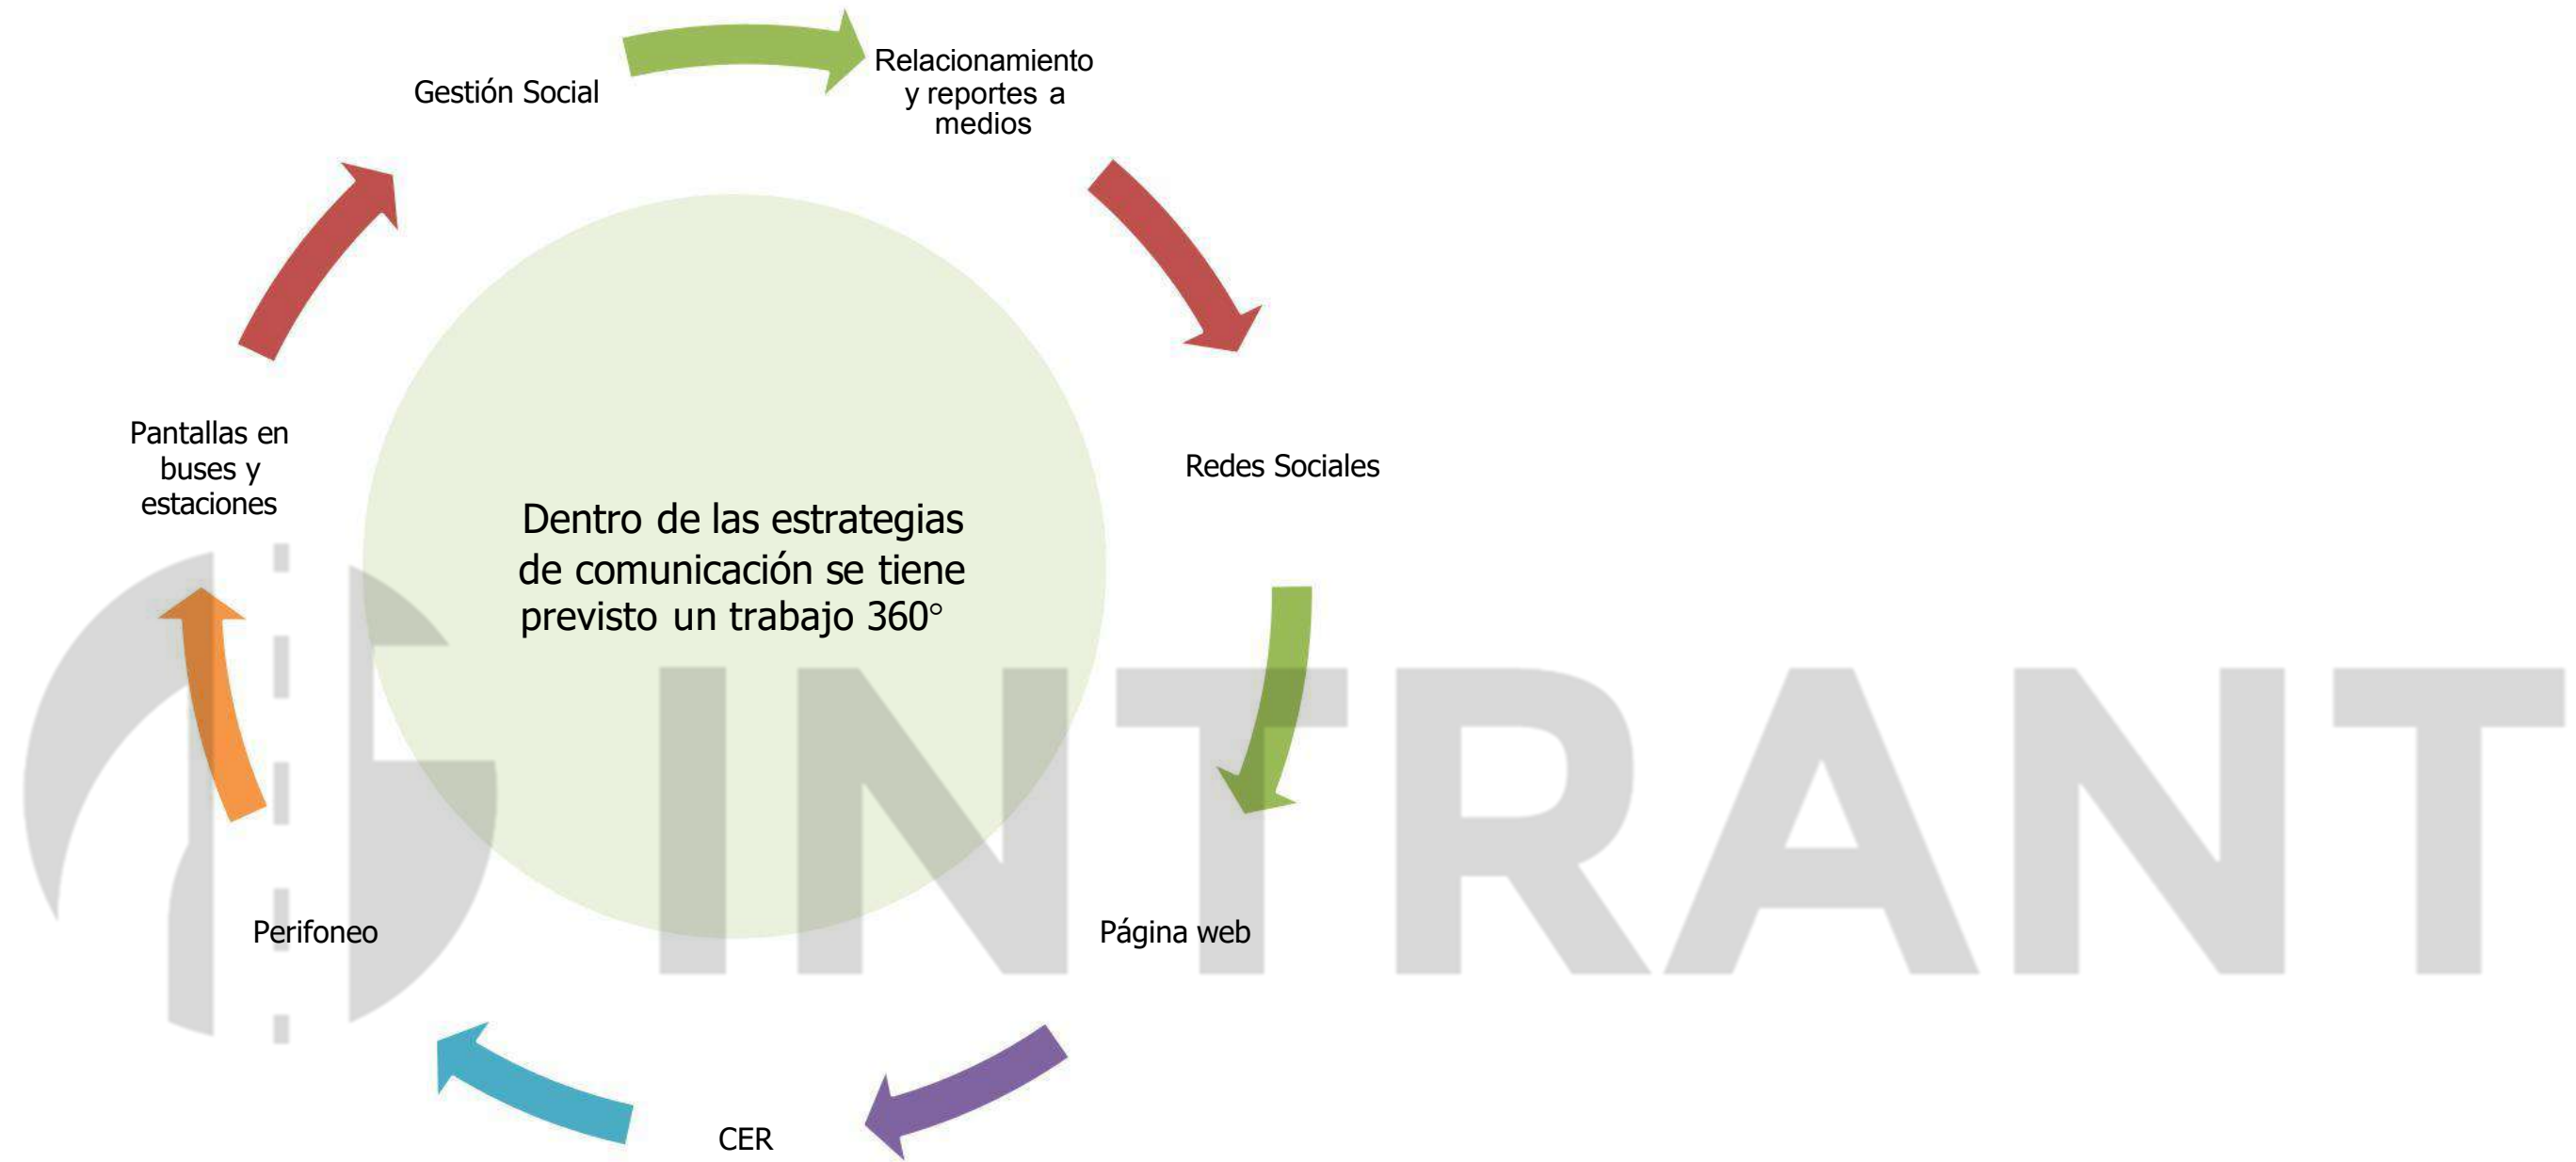 Gestión Social
Relacionamiento
y reportes a
medios
Redes Sociales
Página web
CER
Perifoneo
Pantallas en
buses y
estaciones
Dentro de las estrategias
de comunicación se tiene
previsto un trabajo 360°
INTRANT